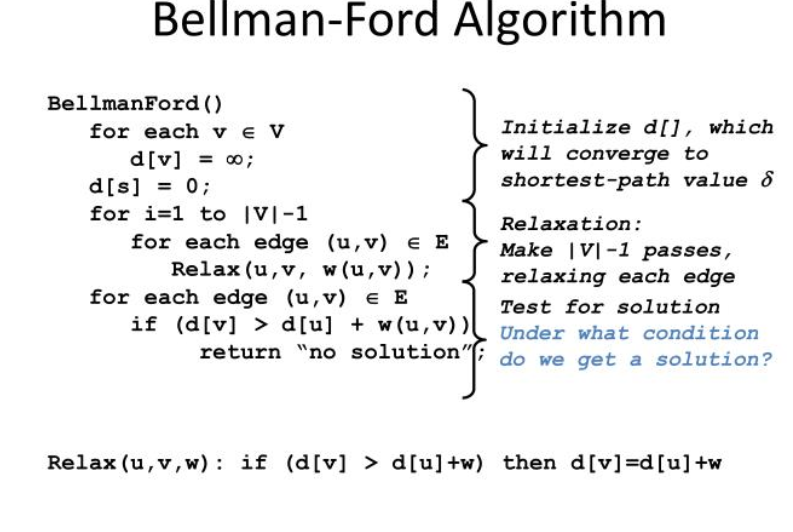 Bellman-Ford Algorithm
BellmanFord()
for each v ∈ V
d[v] = ∞;
d[s] = 0;
for i=1 to |V|-1
for each edge (u,v) ∈ E
Relax(u,v, w(u,v));
for each edge (u,v) ∈ E
if (d[v] > d[u] + w(u,v))
return “no solution”;
Initialize d[], which
will converge to
shortest-path value δ
Relaxation:
Make |V|-1 passes,
relaxing each edge
Test for solution
Under what condition
do we get a solution?
Relax(u,v,w): if (d[v] > d[u]+w) then d[v]=d[u]+w